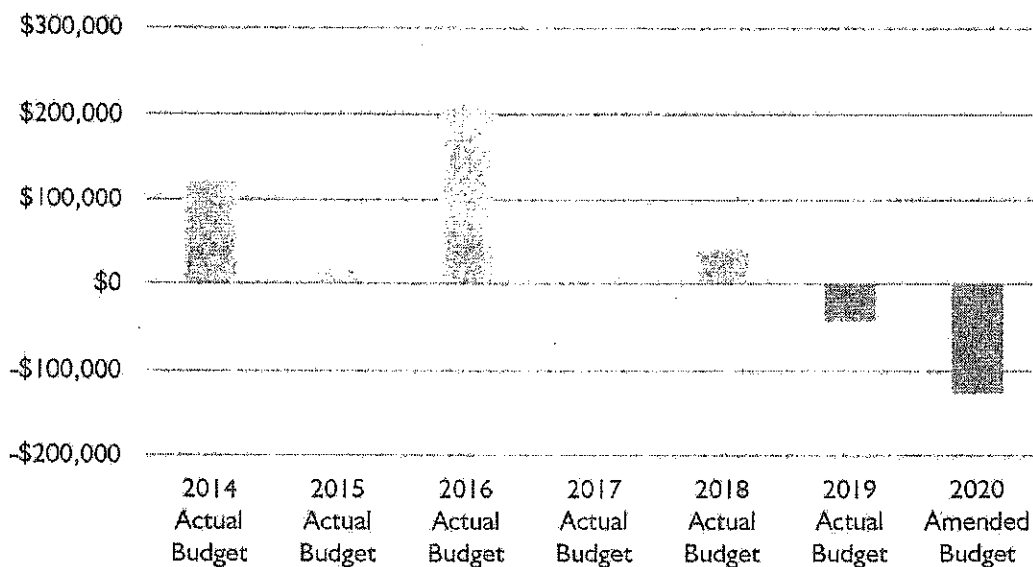 $300,000
$200,000
$100,000
$0
-$100,000
-$200,000
2014 2015 2016 2017 2018 2019 2020
Actual Actual Actual Actual Actual Actual Amended
Budget Budget Budget Budget Budget Budget Budget